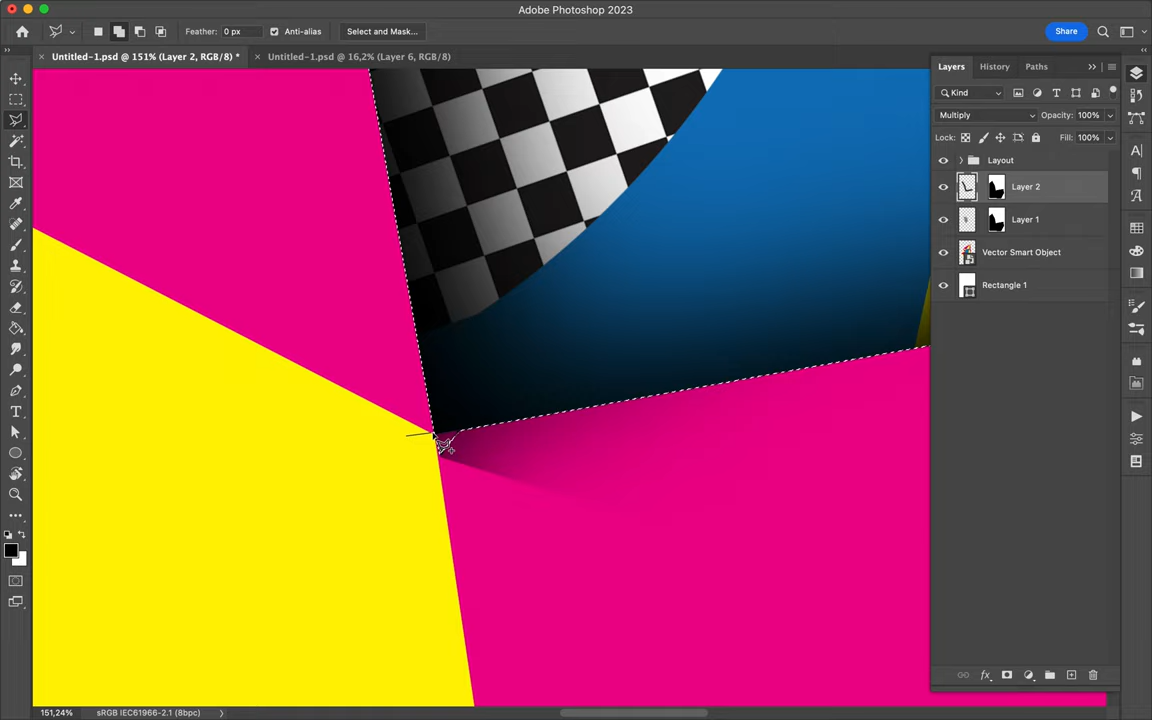 Adobe Photoshop 2023
Feather: 0 px Anti-alias Select and Mask... Share
Untitled-1.psd @ 151% (Layer 2, RGB/8) * Untitled-1.psd @ 16,2% (Layer 6, RGB/8)
Layers History Paths
Kind
Multiply Opacity: 100%
Lock: Fill: 100%
Layout
Layer 2
Layer 1
Vector Smart Object
Rectangle 1
151,24% sRGB IEC61966-2.1 (8bpc)